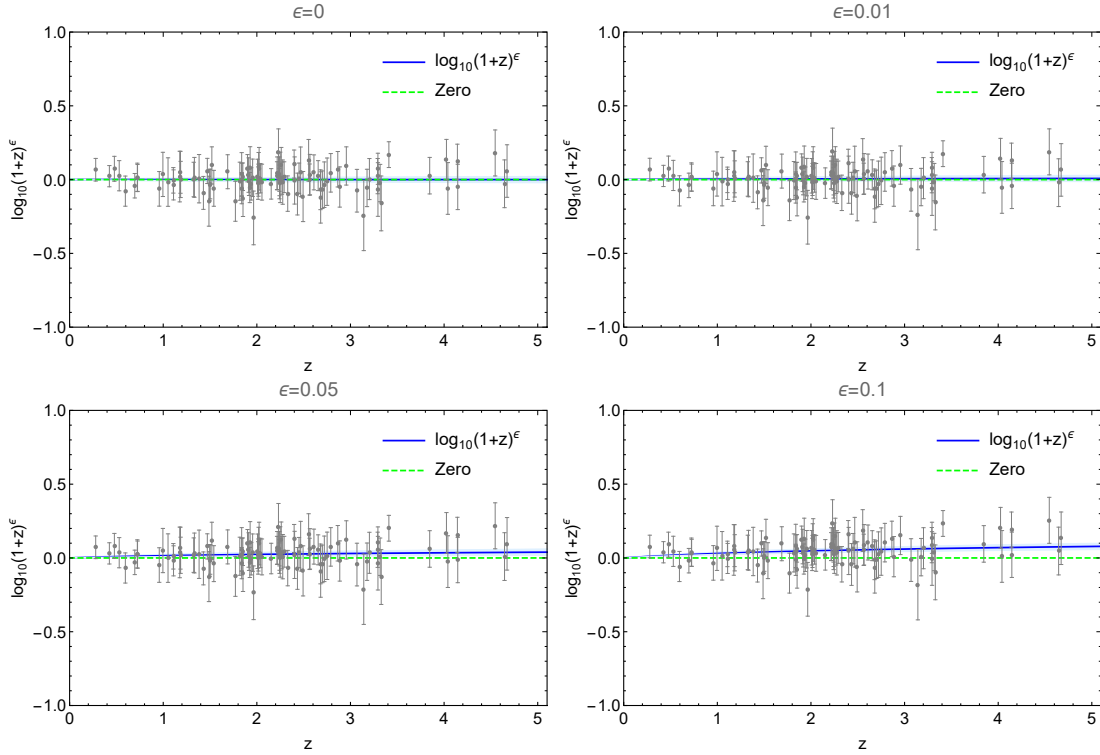 ϵ=0
log₁₀(1+z)^ϵ
1.0
0.5
0.0
−0.5
−1.0
log₁₀(1+z)^ϵ
Zero
0 1 2 3 4 5
z
ϵ=0.01
log₁₀(1+z)^ϵ
1.0
0.5
0.0
−0.5
−1.0
log₁₀(1+z)^ϵ
Zero
0 1 2 3 4 5
z
ϵ=0.05
log₁₀(1+z)^ϵ
1.0
0.5
0.0
−0.5
−1.0
log₁₀(1+z)^ϵ
Zero
0 1 2 3 4 5
z
ϵ=0.1
log₁₀(1+z)^ϵ
1.0
0.5
0.0
−0.5
−1.0
log₁₀(1+z)^ϵ
Zero
0 1 2 3 4 5
z